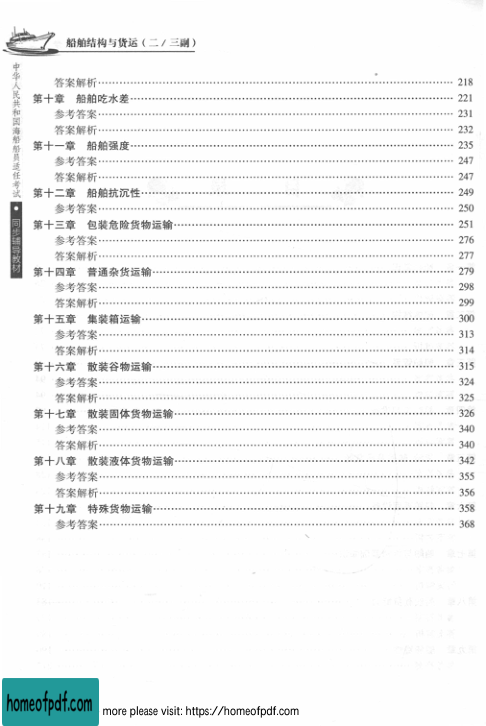 船舶结构与货运（二/三副）
中华人民共和国海船船员适任考试
同步辅导教材
答案解析……218
第十章 船舶吃水差……221
参考答案……231
答案解析……232
第十一章 船舶强度……235
参考答案……247
答案解析……247
第十二章 船舶抗沉性……249
参考答案……250
第十三章 包装危险货物运输……251
参考答案……276
答案解析……277
第十四章 普通杂货运输……279
参考答案……298
答案解析……299
第十五章 集装箱运输……300
参考答案……313
答案解析……314
第十六章 散装谷物运输……315
参考答案……324
答案解析……325
第十七章 散装固体货物运输……326
参考答案……340
答案解析……340
第十八章 散装液体货物运输……342
参考答案……355
答案解析……356
第十九章 特殊货物运输……358
参考答案……368
homeofpdf.com
more please visit: https://homeofpdf.com